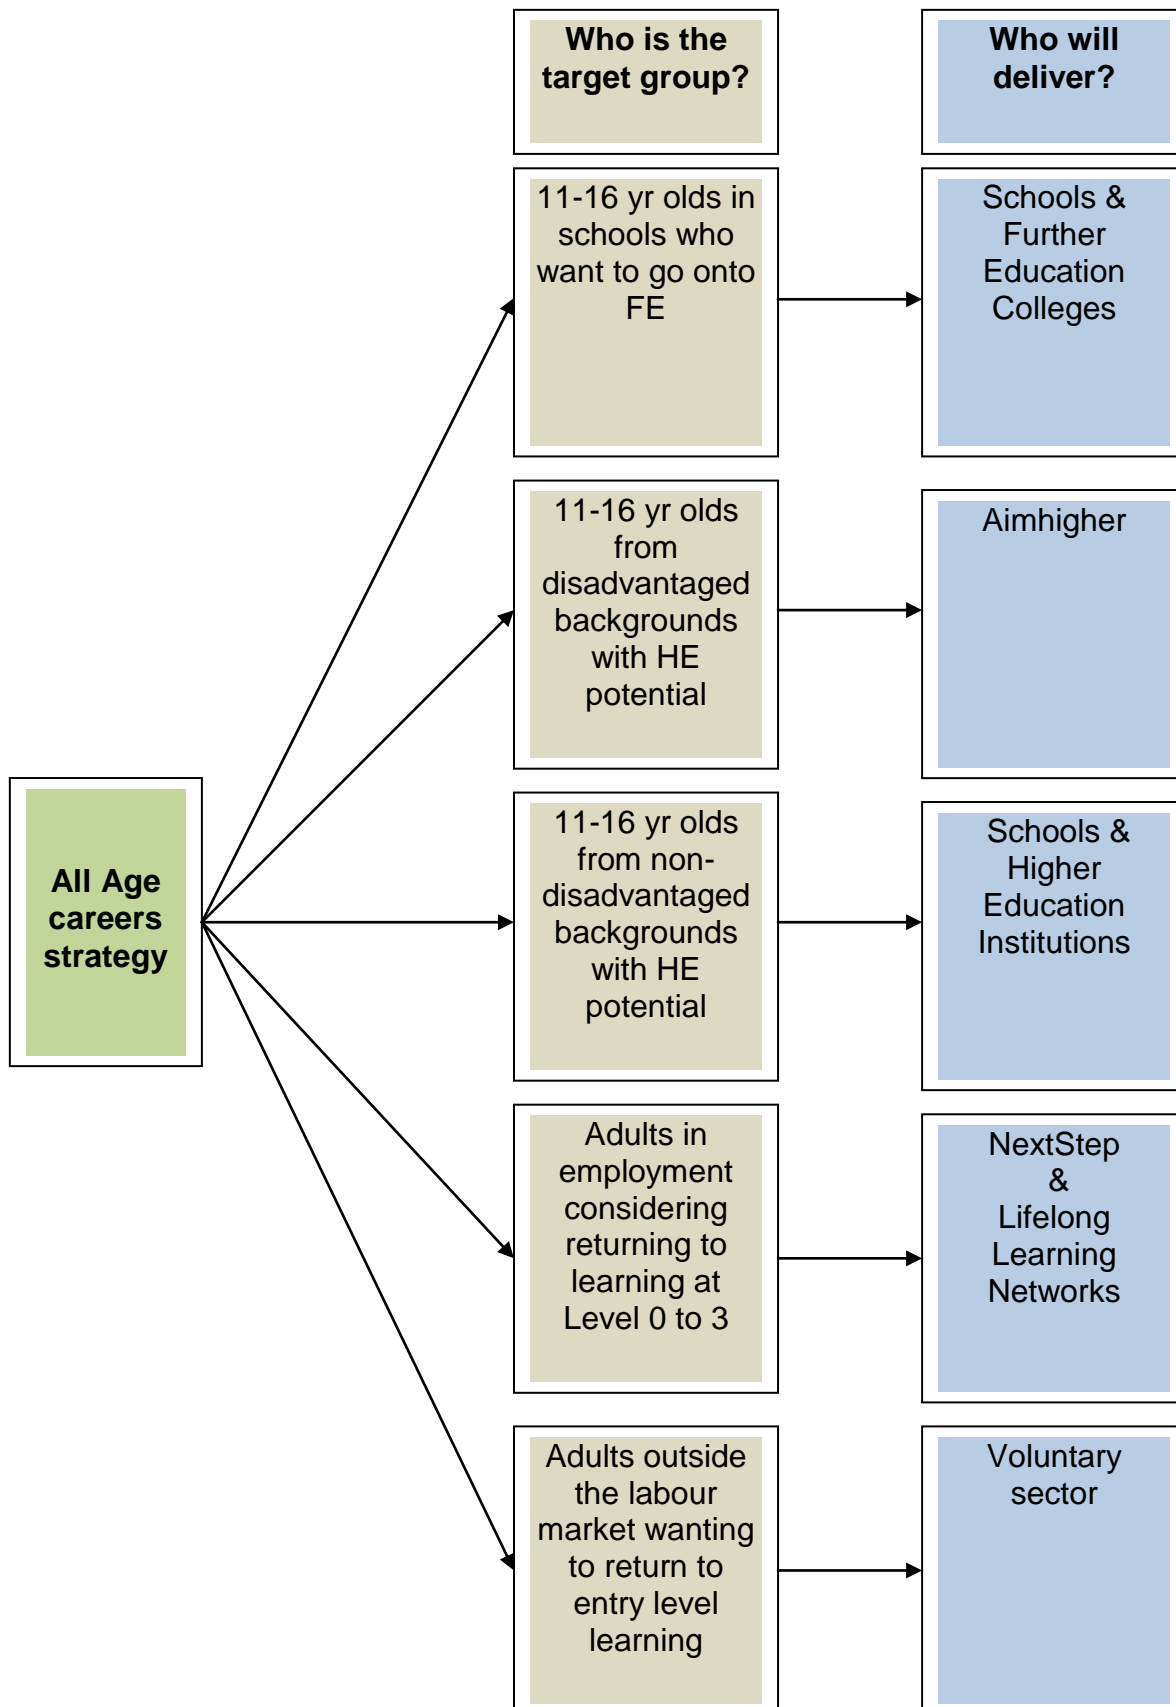 Who is the
target group?
Who will
deliver?
11-16 yr olds in
schools who
want to go onto
FE
Schools &
Further
Education
Colleges
11-16 yr olds
from
disadvantaged
backgrounds
with HE
potential
Aimhigher
All Age
careers
strategy
11-16 yr olds
from non-
disadvantaged
backgrounds
with HE
potential
Schools &
Higher
Education
Institutions
Adults in
employment
considering
returning to
learning at
Level 0 to 3
NextStep
&
Lifelong
Learning
Networks
Adults outside
the labour
market wanting
to return to
entry level
learning
Voluntary
sector